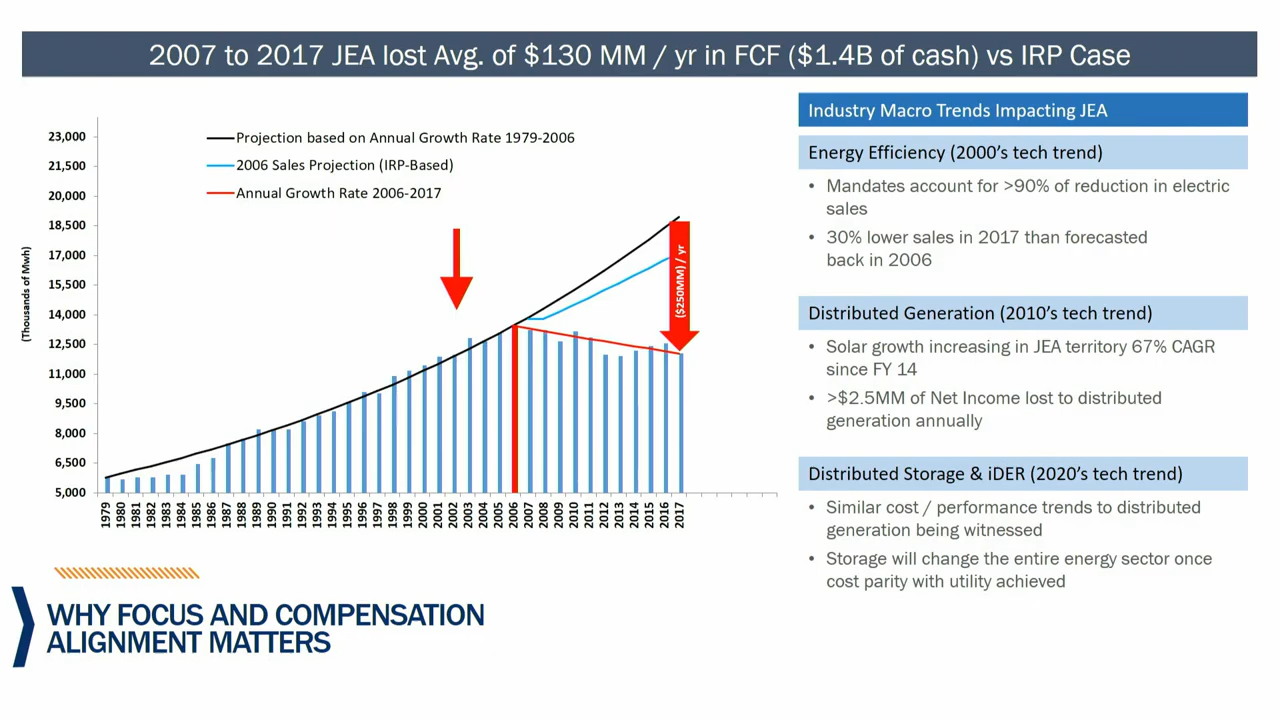 2007 to 2017 JEA lost Avg. of $130 MM / yr in FCF ($1.4B of cash) vs IRP Case
23,000
21,500
20,000
18,500
17,000
15,500
14,000
12,500
11,000
9,500
8,000
6,500
5,000
(Thousands of Mwh)
Projection based on Annual Growth Rate 1979-2006
2006 Sales Projection (IRP-Based)
Annual Growth Rate 2006-2017
($250MM) / yr
1979 1980 1981 1982 1983 1984 1985 1986 1987 1988 1989 1990 1991 1992 1993 1994 1995 1996 1997 1998 1999 2000 2001 2002 2003 2004 2005 2006 2007 2008 2009 2010 2011 2012 2013 2014 2015 2016 2017
Industry Macro Trends Impacting JEA
Energy Efficiency (2000's tech trend)
• Mandates account for >90% of reduction in electric
sales
• 30% lower sales in 2017 than forecasted
back in 2006
Distributed Generation (2010's tech trend)
• Solar growth increasing in JEA territory 67% CAGR
since FY 14
• >$2.5MM of Net Income lost to distributed
generation annually
Distributed Storage & iDER (2020's tech trend)
• Similar cost / performance trends to distributed
generation being witnessed
• Storage will change the entire energy sector once
cost parity with utility achieved
WHY FOCUS AND COMPENSATION
ALIGNMENT MATTERS